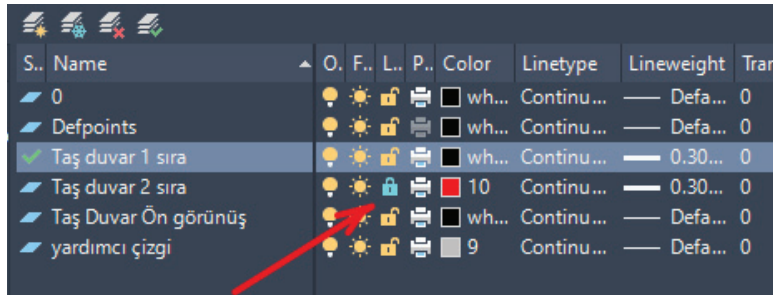 S.. Name O. F.. L.. P.. Color Linetype Lineweight Tran
0 wh... Continu... Defa... 0
Defpoints wh... Continu... Defa... 0
Taş duvar 1 sıra wh... Continu... 0.30... 0
Taş duvar 2 sıra 10 Continu... 0.30... 0
Taş Duvar Ön görünüş wh... Continu... Defa... 0
yardımcı çizgi 9 Continu... Defa... 0